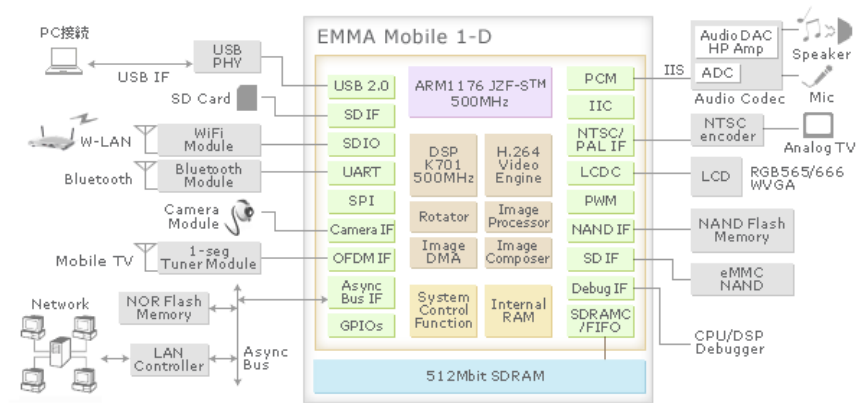 EMMA Mobile 1-D
PC接続
USB IF
USB
PHY
SD Card
W-LAN
WiFi
Module
Bluetooth
Bluetooth
Module
Camera
Module
Mobile TV
1-seg
Tuner Module
Network
NOR Flash
Memory
LAN
Controller
Async
Bus
USB 2.0
SD IF
SDIO
UART
SPI
Camera IF
OFDM IF
Async
Bus IF
GPIOs
ARM1176 JZF-S™
500MHz
DSP
K701
500MHz
H.264
Video
Engine
Rotator
Image
Processor
Image
DMA
Image
Composer
System
Control
Function
Internal
RAM
PCM
IIC
NTSC/
PAL IF
LCDC
PWM
NAND IF
SD IF
Debug IF
SDRAMC
/FIFO
512Mbit SDRAM
IIS
Audio DAC
HP Amp
ADC
Audio Codec
Speaker
Mic
NTSC
encoder
Analog TV
LCD
RGB565/666
WVGA
NAND Flash
Memory
eMMC
NAND
CPU/DSP
Debugger